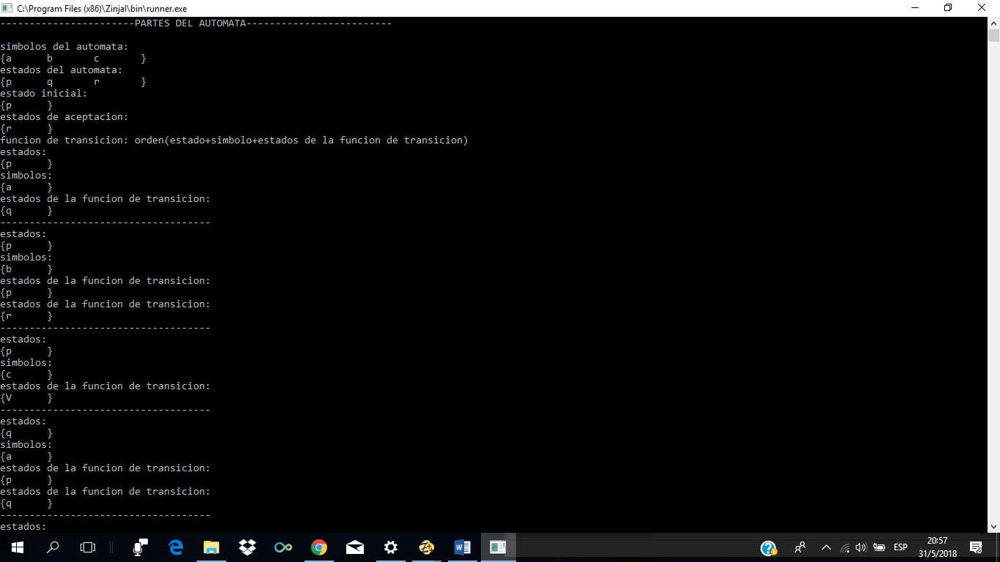 C:\Program Files (x86)\Zinjal\bin\runner.exe
-----------------------PARTES DEL AUTOMATA-------------------------
simbolos del automata:
{a      b       c       }
estados del automata:
{p      q       r       }
estado inicial:
{p      }
estados de aceptacion:
{r      }
funcion de transicion: orden(estado+simbolo+estados de la funcion de transicion)
estados:
{p      }
simbolos:
{a      }
estados de la funcion de transicion:
{q      }
------------------------------------
estados:
{p      }
simbolos:
{b      }
estados de la funcion de transicion:
{p      }
estados de la funcion de transicion:
{r      }
------------------------------------
estados:
{p      }
simbolos:
{c      }
estados de la funcion de transicion:
{V      }
------------------------------------
estados:
{q      }
simbolos:
{a      }
estados de la funcion de transicion:
{p      }
estados de la funcion de transicion:
{q      }
------------------------------------
estados:
ESP
20:57
31/5/2018